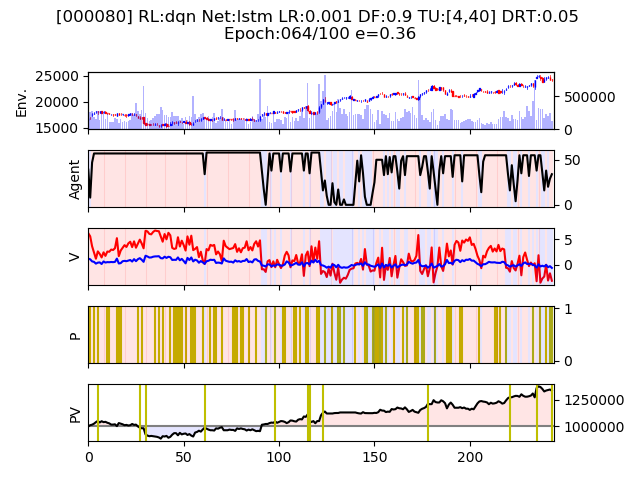 [000080] RL:dqn Net:lstm LR:0.001 DF:0.9 TU:[4,40] DRT:0.05
Epoch:064/100 e=0.36
Env.
25000
20000
15000
500000
0
Agent
50
0
V
5
0
P
1
0
PV
1250000
1000000
0 50 100 150 200